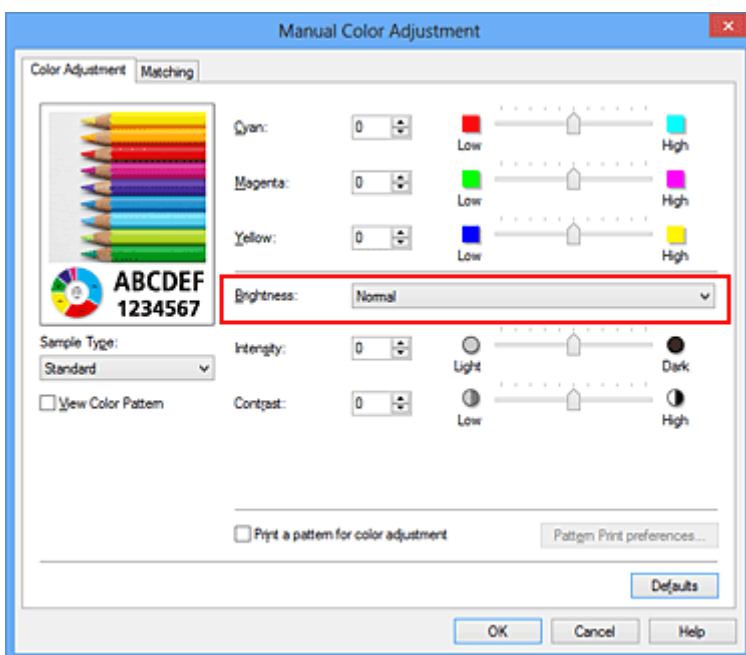 Manual Color Adjustment
Color Adjustment Matching
ABCDEF
1234567
Sample Type:
Standard
View Color Pattern
Cyan: 0 Low High
Magenta: 0 Low High
Yellow: 0 Low High
Brightness: Normal
Intensity: 0 Light Dark
Contrast: 0 Low High
Print a pattern for color adjustment Pattern Print preferences...
Defaults
OK Cancel Help